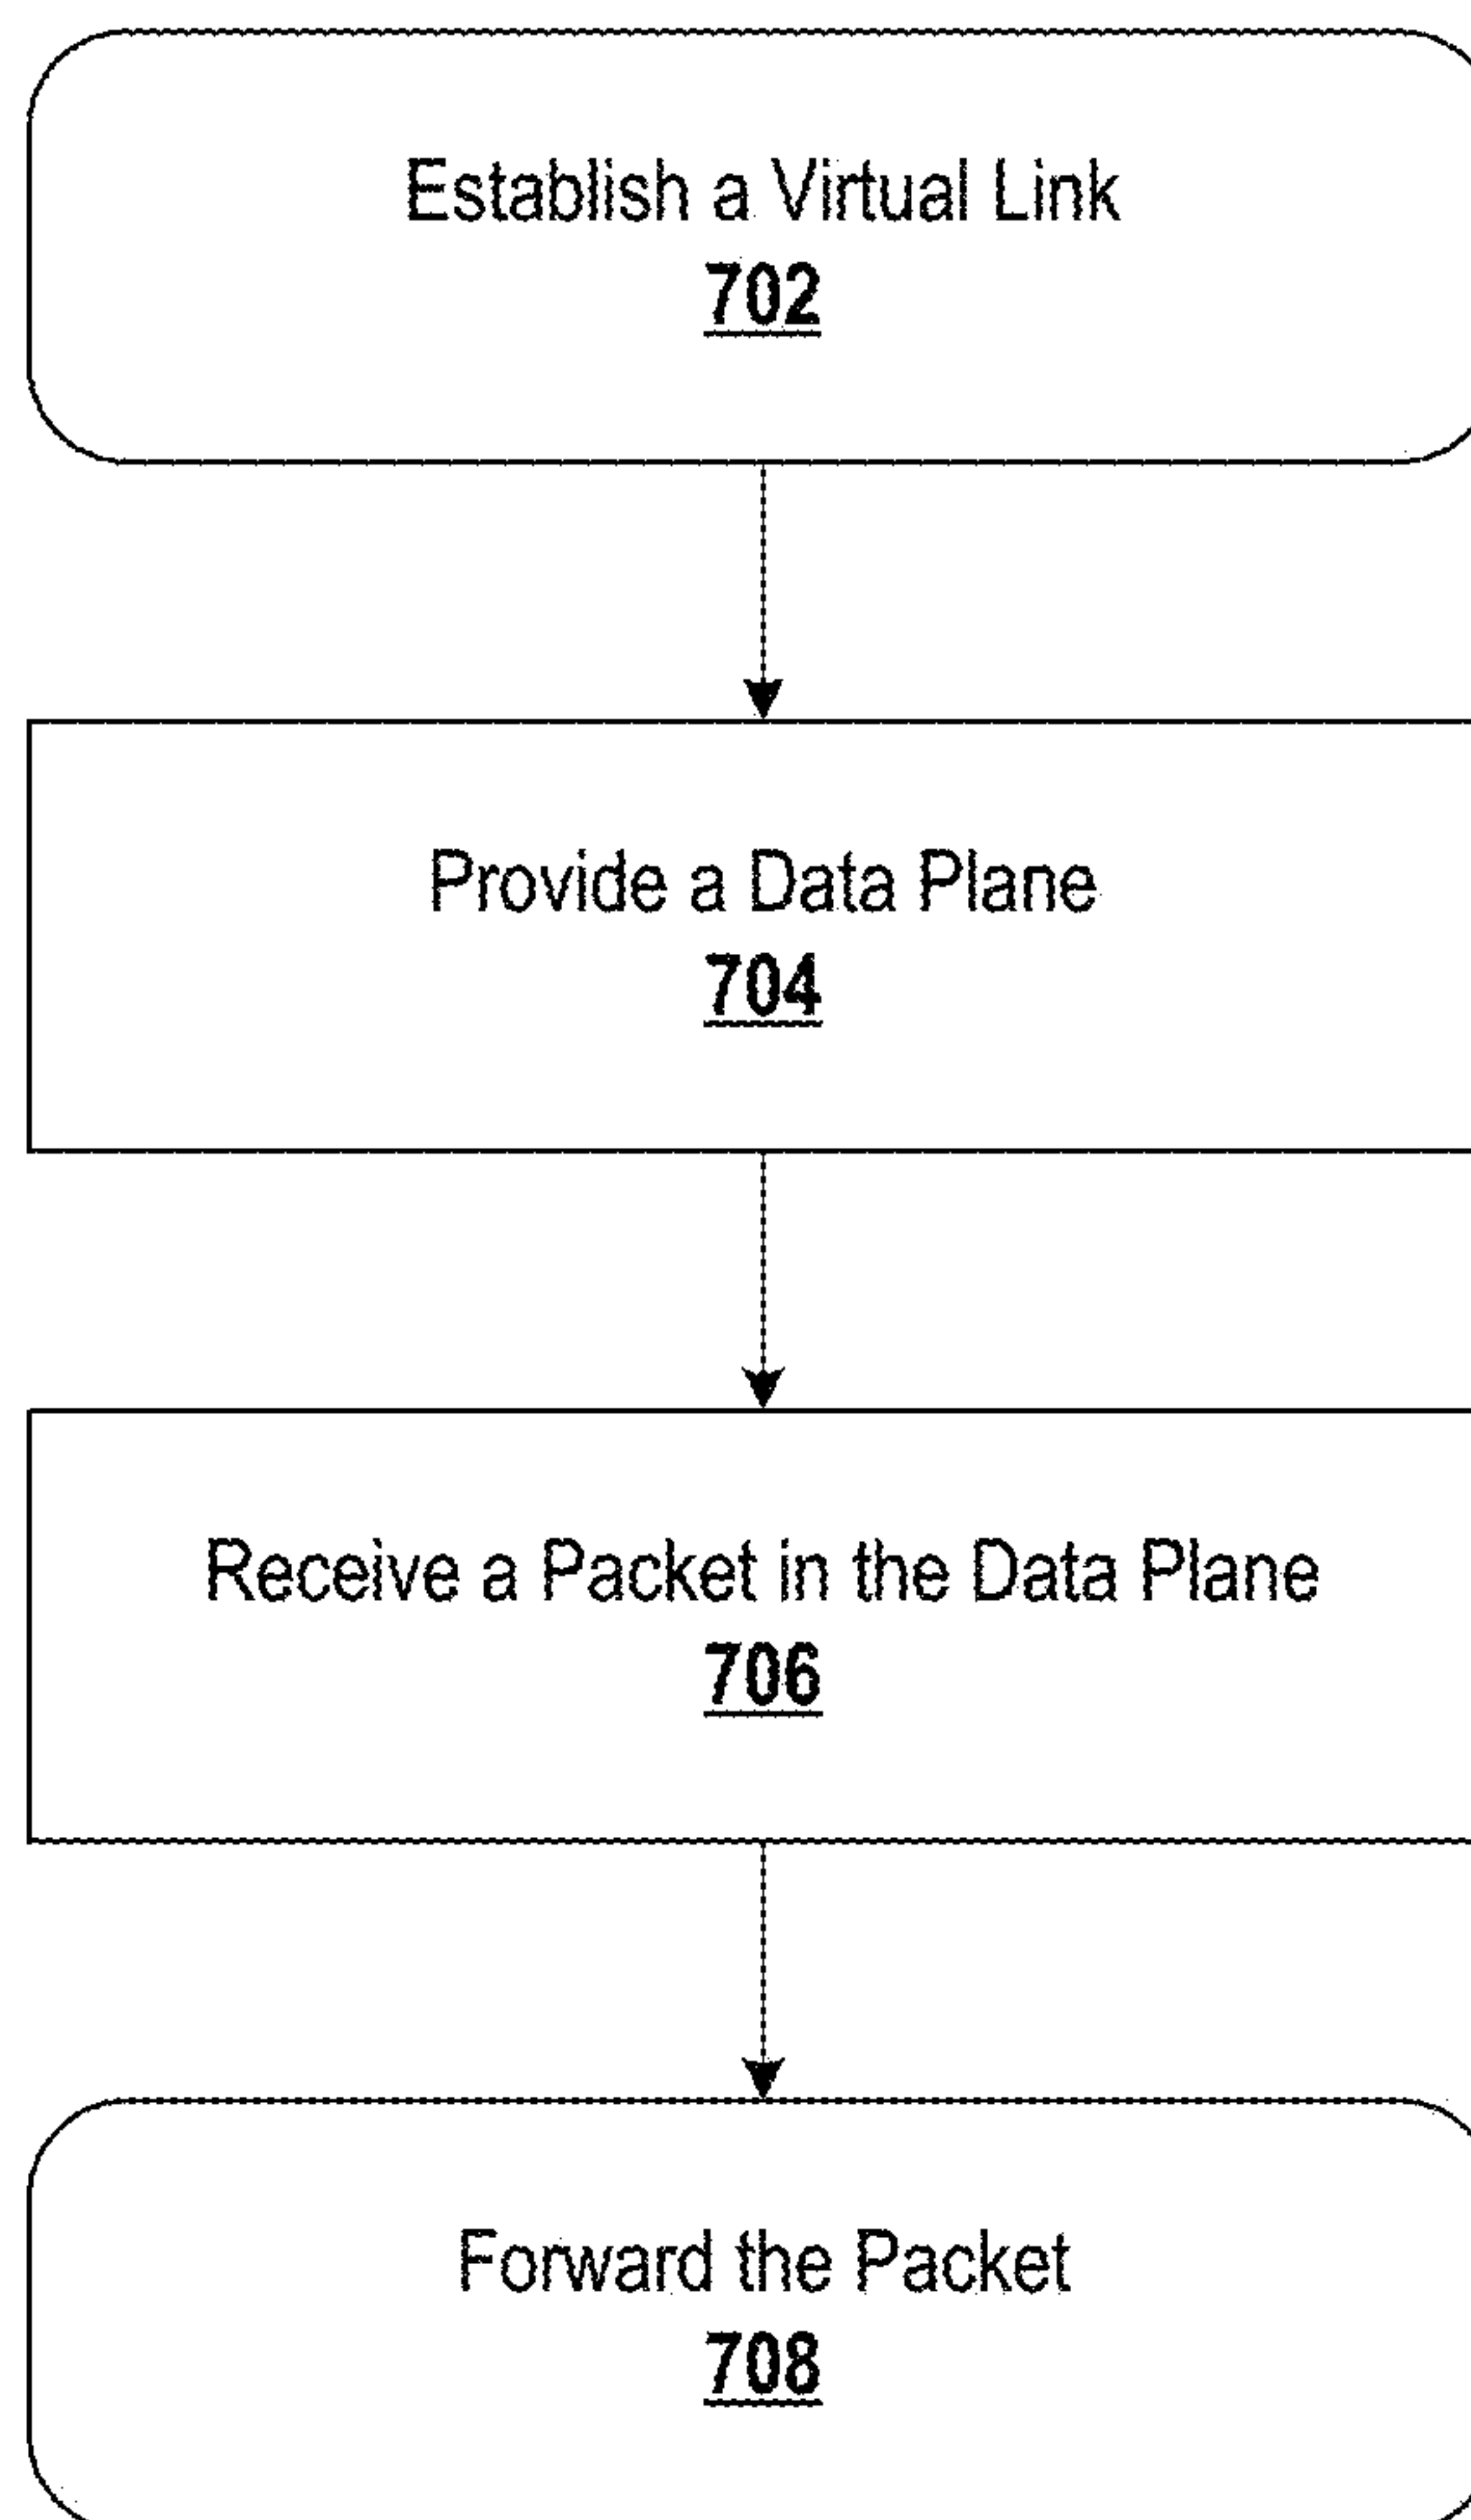 Establish a Virtual Link
702
Provide a Data Plane
704
Receive a Packet in the Data Plane
706
Forward the Packet
708